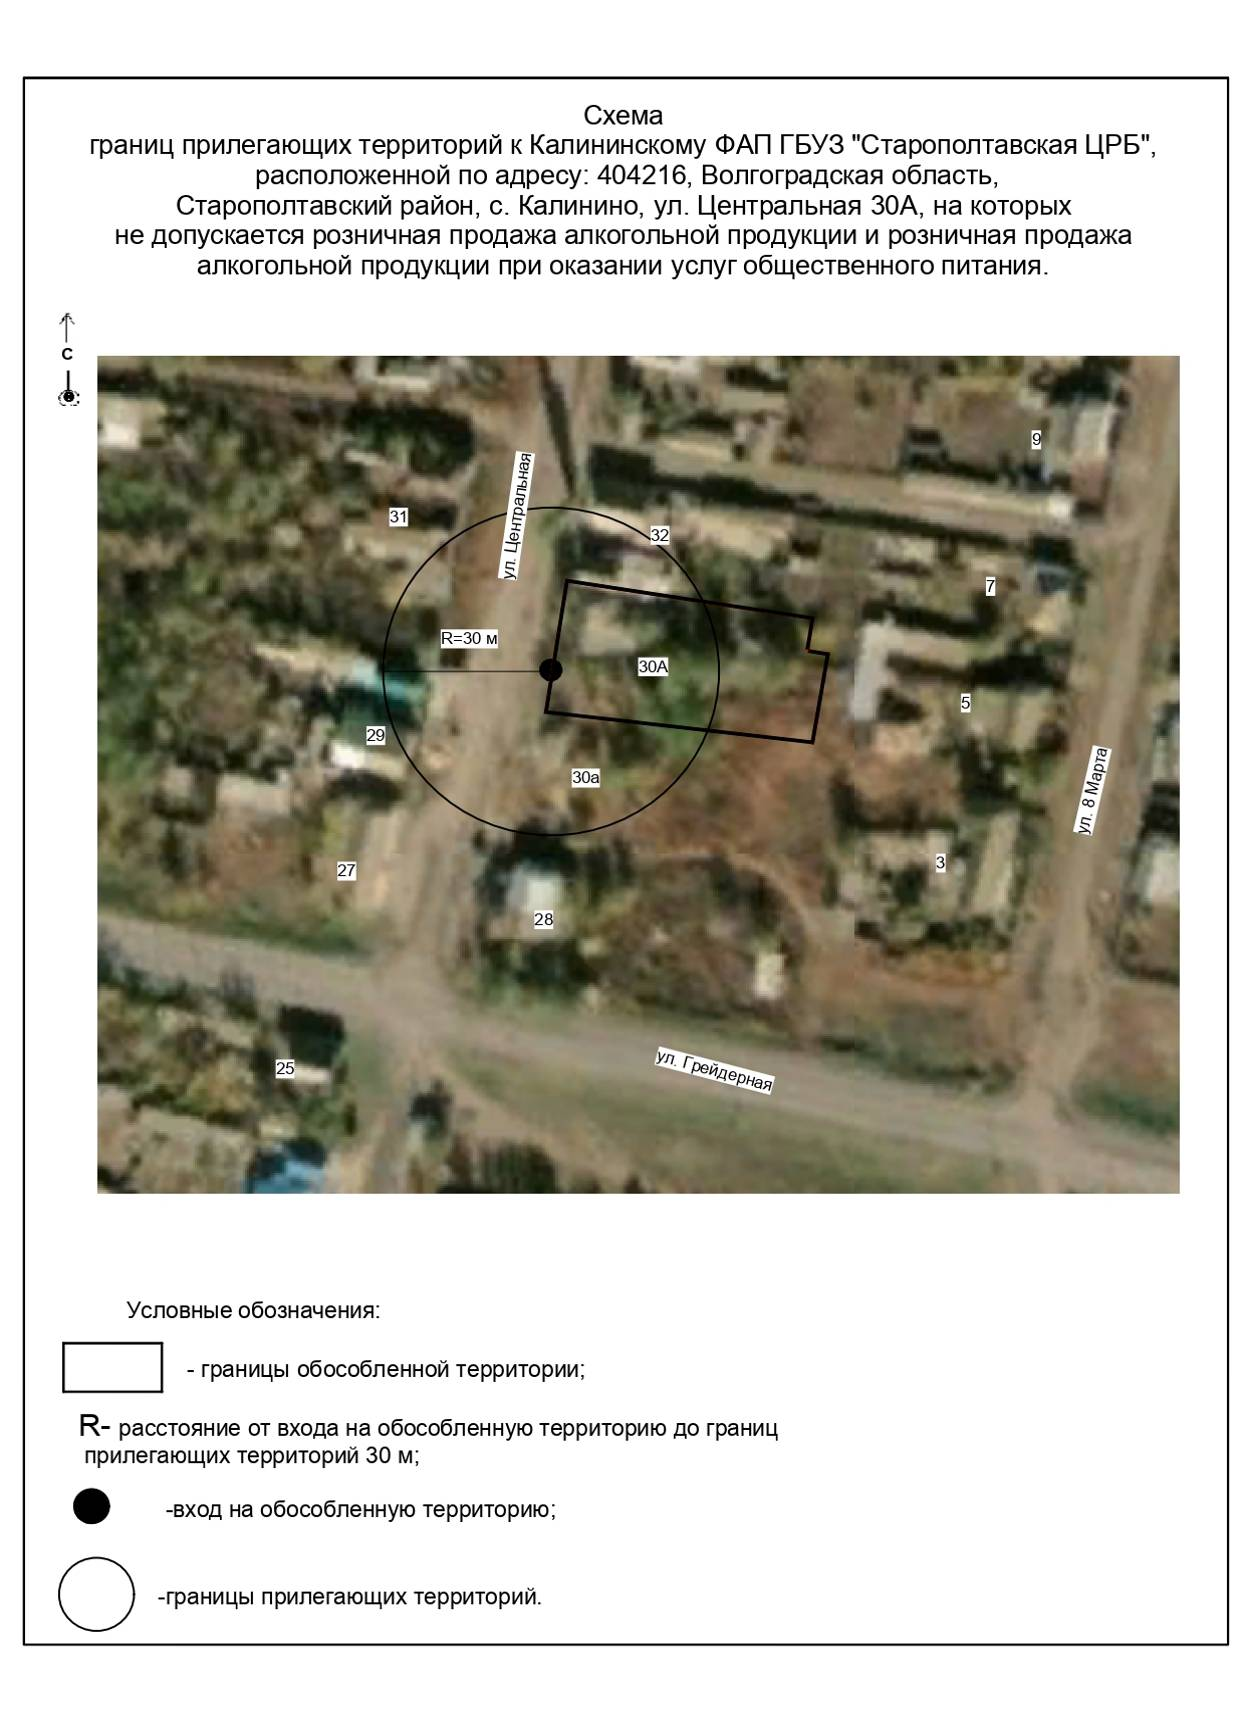 Схема
границ прилегающих территорий к Калининскому ФАП ГБУЗ "Старополтавская ЦРБ",
расположенной по адресу: 404216, Волгоградская область,
Старополтавский район, с. Калинино, ул. Центральная 30А, на которых
не допускается розничная продажа алкогольной продукции и розничная продажа
алкогольной продукции при оказании услуг общественного питания.
С
9
ул. Центральная
31
32
7
R=30 м
30А
5
29
30а
ул. 8 Марта
3
27
28
ул. Грейдерная
25
Условные обозначения:
- границы обособленной территории;
R- расстояние от входа на обособленную территорию до границ
прилегающих территорий 30 м;
-вход на обособленную территорию;
-границы прилегающих территорий.